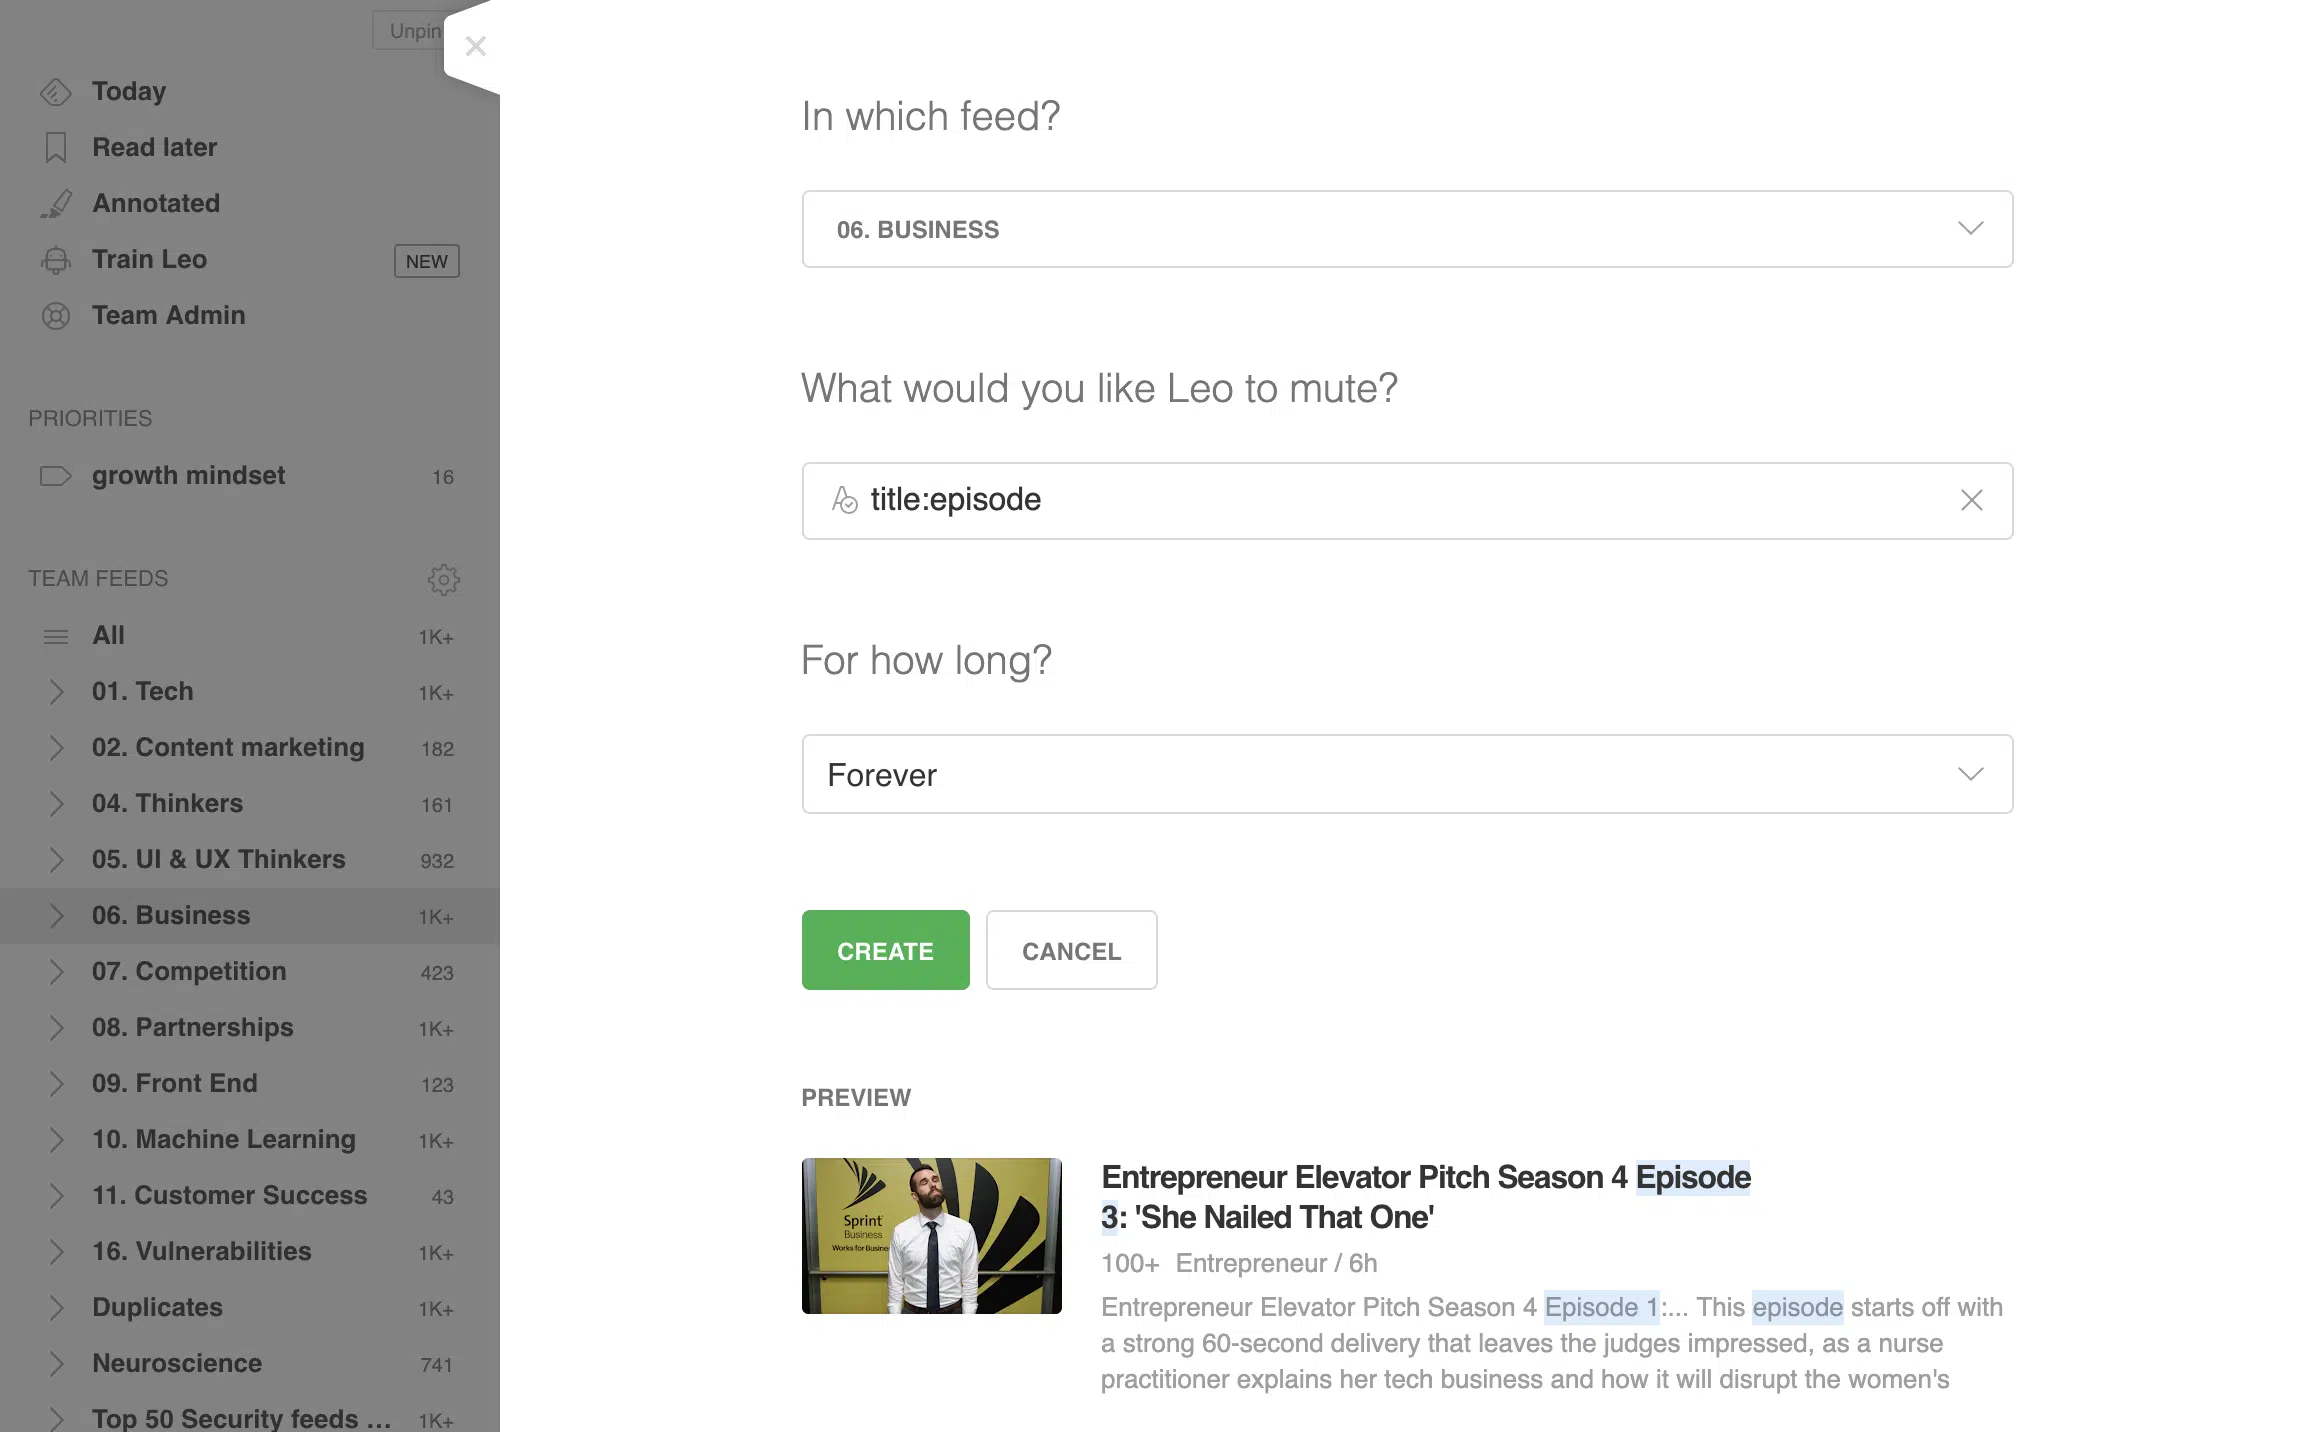 Unpin
Today
Read later
Annotated
Train Leo NEW
Team Admin
PRIORITIES
growth mindset 16
TEAM FEEDS
All 1K+
01. Tech 1K+
02. Content marketing 182
04. Thinkers 161
05. UI & UX Thinkers 932
06. Business 1K+
07. Competition 423
08. Partnerships 1K+
09. Front End 123
10. Machine Learning 1K+
11. Customer Success 43
16. Vulnerabilities 1K+
Duplicates 1K+
Neuroscience 741
Top 50 Security feeds ... 1K+
In which feed?
06. BUSINESS
What would you like Leo to mute?
title:episode
For how long?
Forever
CREATE CANCEL
PREVIEW
Sprint
Business
Works for Business
Entrepreneur Elevator Pitch Season 4 Episode
3: 'She Nailed That One'
100+ Entrepreneur / 6h
Entrepreneur Elevator Pitch Season 4 Episode 1:... This episode starts off with
a strong 60-second delivery that leaves the judges impressed, as a nurse
practitioner explains her tech business and how it will disrupt the women's